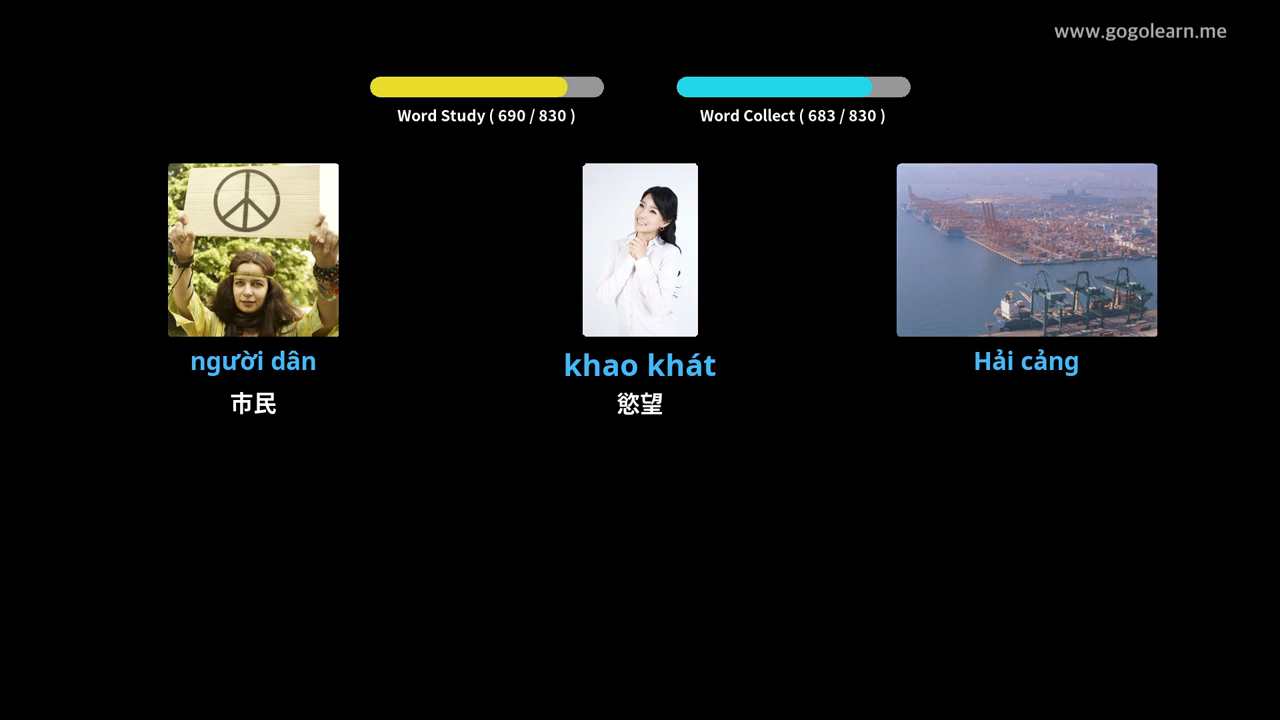 www.gogolearn.me
Word Study ( 690 / 830 )
Word Collect ( 683 / 830 )
người dân
khao khát
Hải cảng
市民
慾望